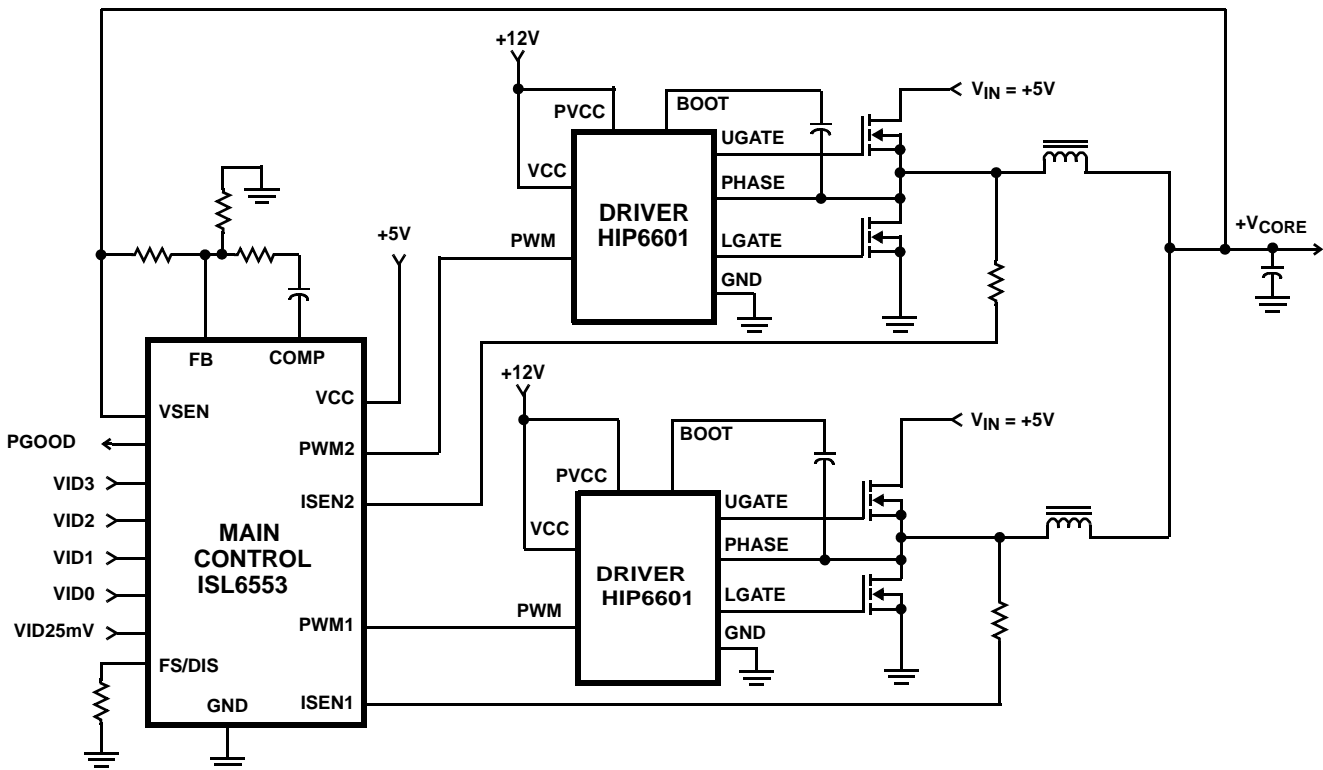 +12V
PVCC
BOOT
VIN = +5V
UGATE
VCC
PHASE
DRIVER
HIP6601
+5V
PWM
LGATE
GND
+VCORE
FB
COMP
VCC
VSEN
PGOOD
PWM2
VID3
ISEN2
VID2
MAIN
CONTROL
ISL6553
VID1
VID0
VID25mV
PWM1
FS/DIS
GND
ISEN1
+12V
PVCC
BOOT
VIN = +5V
UGATE
VCC
PHASE
DRIVER
HIP6601
PWM
LGATE
GND